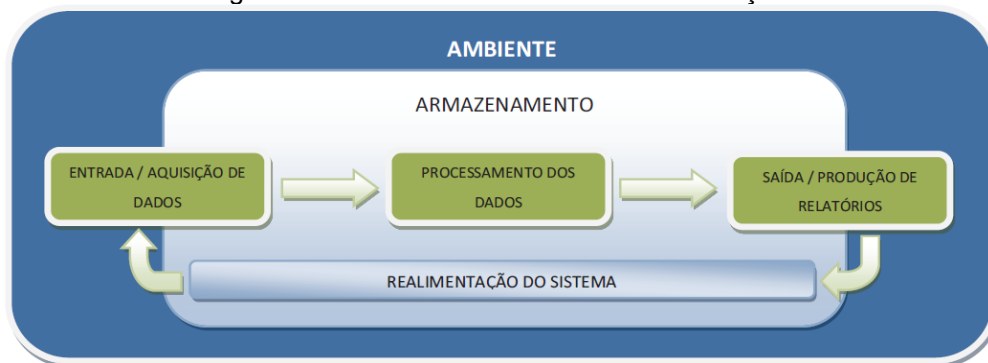 AMBIENTE
ARMAZENAMENTO
ENTRADA / AQUISIÇÃO DE
DADOS
PROCESSAMENTO DOS
DADOS
SAÍDA / PRODUÇÃO DE
RELATÓRIOS
REALIMENTAÇÃO DO SISTEMA